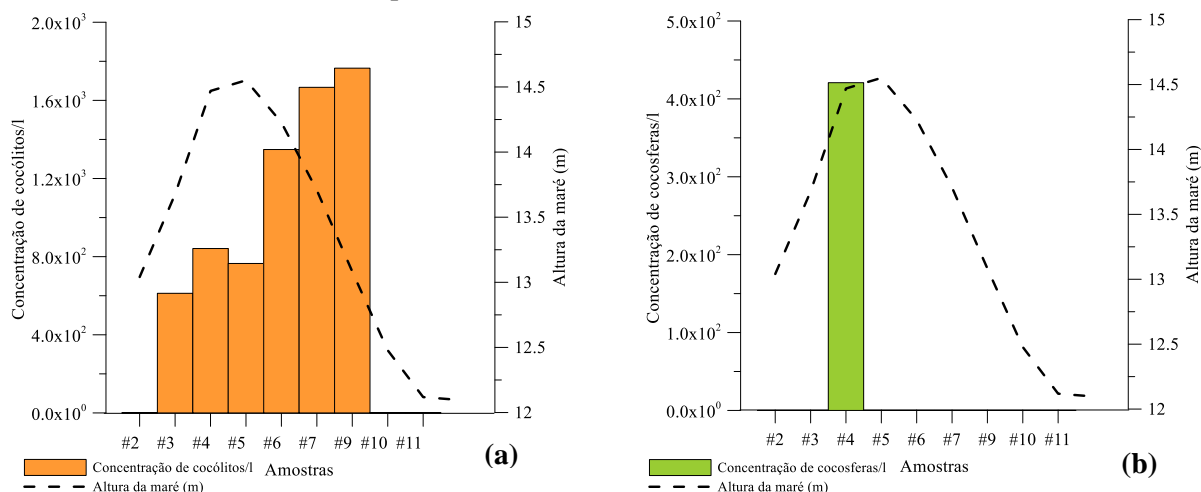 2.0x10³
1.6x10³
1.2x10³
8.0x10²
4.0x10²
0.0x10⁰
Concentração de cocólitos/l
15
14.5
14
13.5
13
12.5
12
Altura da maré (m)
#2 #3 #4 #5 #6 #7 #9 #10 #11
Amostras
Concentração de cocólitos/l
Altura da maré (m)
(a)
5.0x10²
4.0x10²
3.0x10²
2.0x10²
1.0x10²
0.0x10⁰
Concentração de cocosferas/l
15
14.5
14
13.5
13
12.5
12
Altura da maré (m)
#2 #3 #4 #5 #6 #7 #9 #10 #11
Amostras
Concentração de cocosferas/l
Altura da maré (m)
(b)